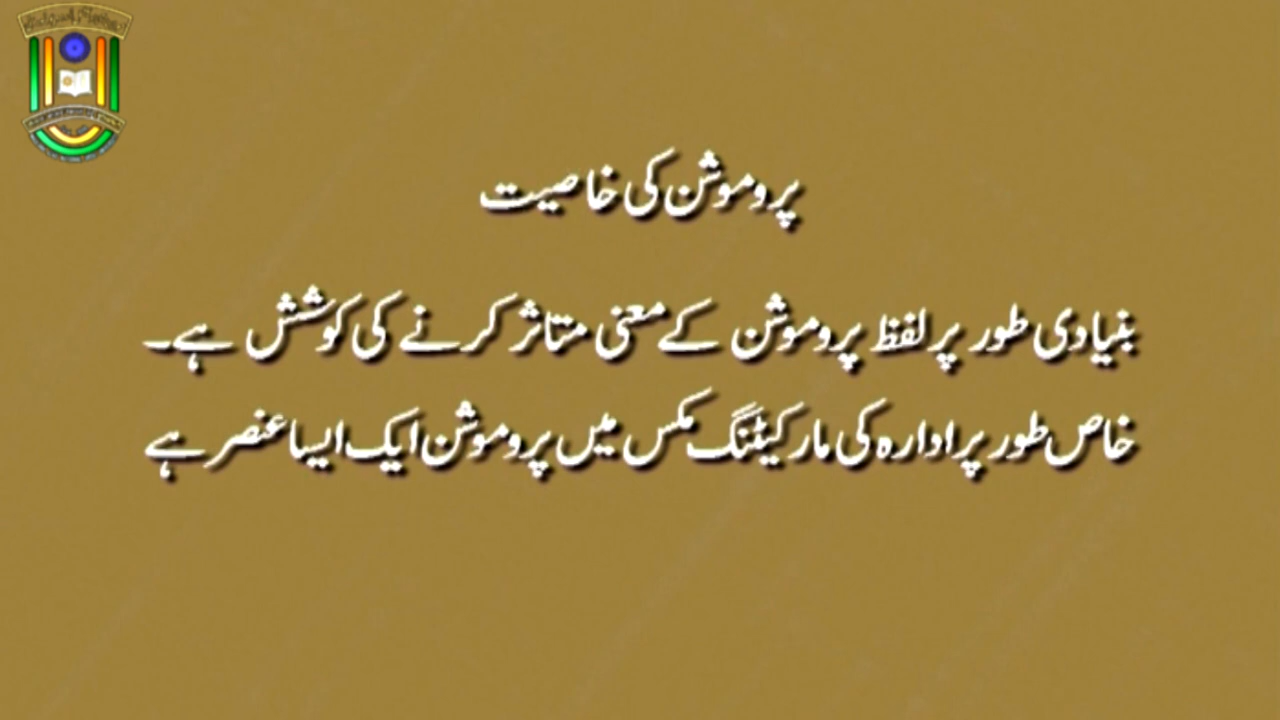 پروموشن کی خاصیت
بنیادی طور پر لفظ پروموشن کے معنی متاثر کرنے کی کوشش ہے۔
خاص طور پر ادارہ کی مارکیٹنگ مکس میں پروموشن ایک ایسا عنصر ہے